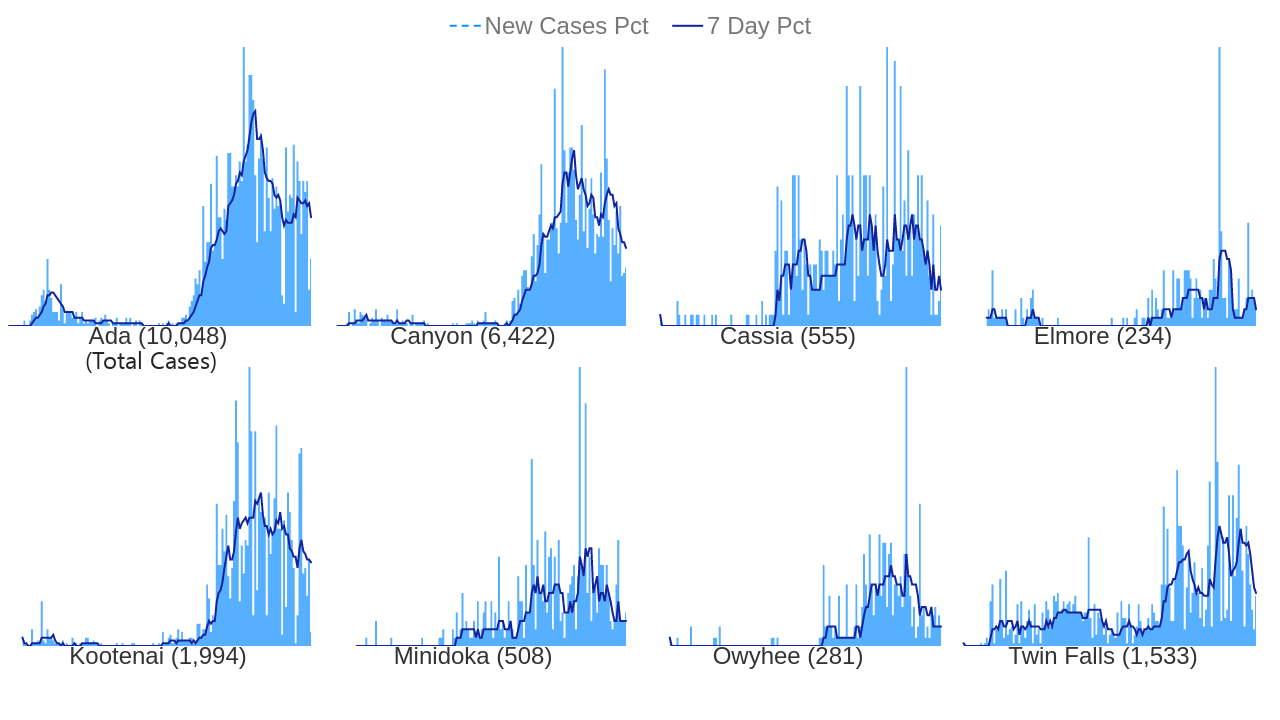 New Cases Pct 7 Day Pct
Ada (10,048) Canyon (6,422) Cassia (555) Elmore (234)
(Total Cases)
Kootenai (1,994) Minidoka (508) Owyhee (281) Twin Falls (1,533)